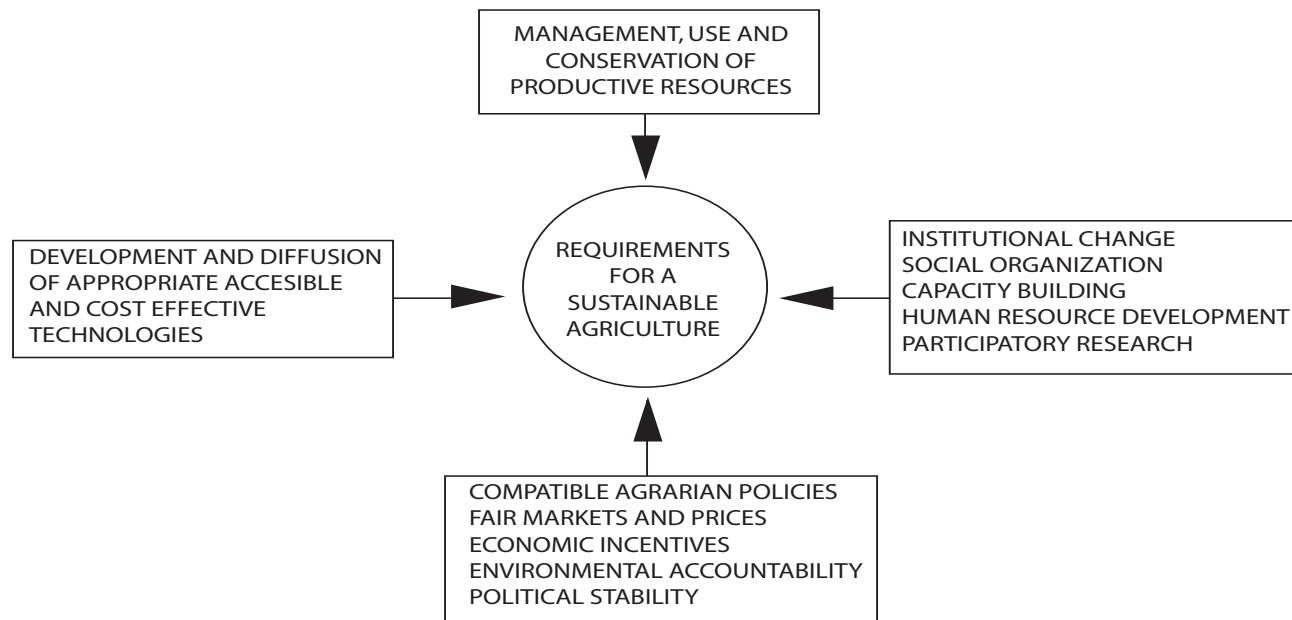 MANAGEMENT, USE AND
CONSERVATION OF
PRODUCTIVE RESOURCES
DEVELOPMENT AND DIFFUSION
OF APPROPRIATE ACCESIBLE
AND COST EFFECTIVE
TECHNOLOGIES
REQUIREMENTS
FOR A
SUSTAINABLE
AGRICULTURE
INSTITUTIONAL CHANGE
SOCIAL ORGANIZATION
CAPACITY BUILDING
HUMAN RESOURCE DEVELOPMENT
PARTICIPATORY RESEARCH
COMPATIBLE AGRARIAN POLICIES
FAIR MARKETS AND PRICES
ECONOMIC INCENTIVES
ENVIRONMENTAL ACCOUNTABILITY
POLITICAL STABILITY